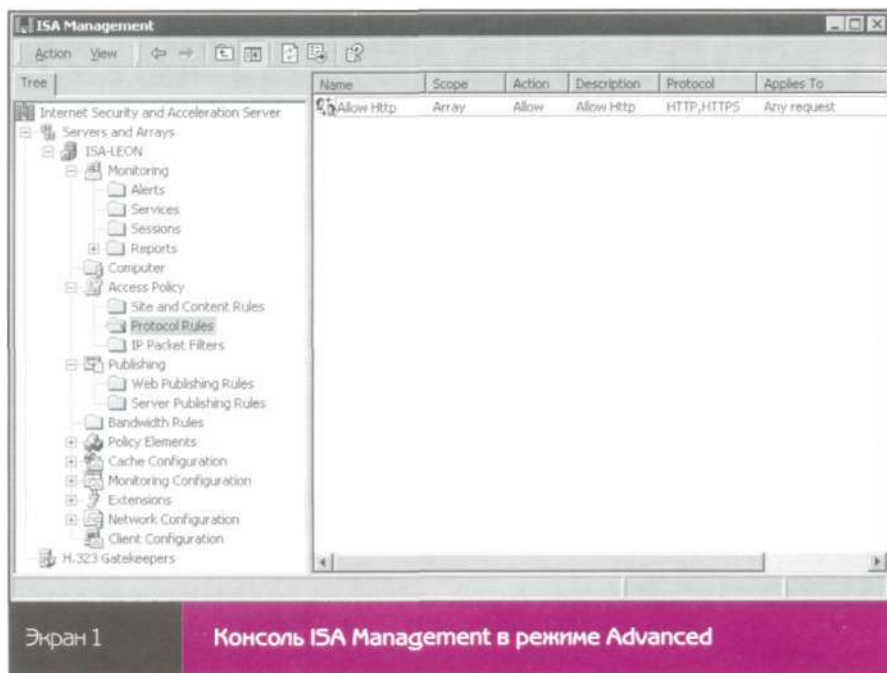 ISA Management
Action View
Tree
Internet Security and Acceleration Server
Servers and Arrays
ISA-LEON
Monitoring
Alerts
Services
Sessions
Reports
Computer
Access Policy
Site and Content Rules
Protocol Rules
IP Packet Filters
Publishing
Web Publishing Rules
Server Publishing Rules
Bandwidth Rules
Policy Elements
Cache Configuration
Monitoring Configuration
Extensions
Network Configuration
Client Configuration
H.323 Gatekeepers
Name Scope Action Description Protocol Applies To
Allow Http Array Allow Allow Http HTTP,HTTPS Any request
Экран 1
Консоль ISA Management в режиме Advanced